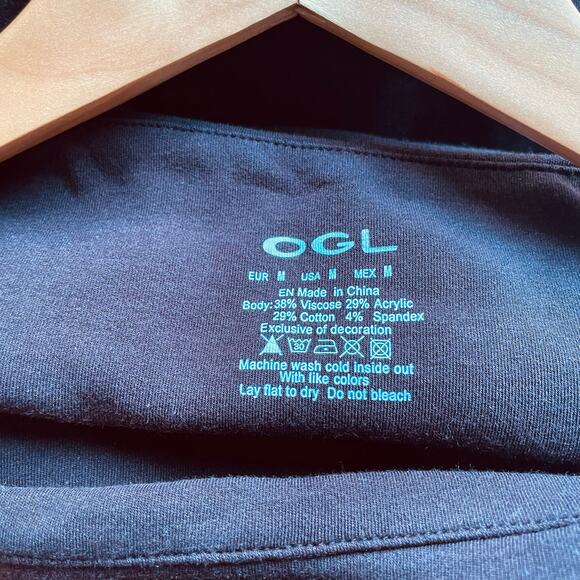 OGL
EUR M USA M MEX M
EN Made in China
Body: 38% Viscose 29% Acrylic
29% Cotton 4% Spandex
Exclusive of decoration
30
Machine wash cold inside out
With like colors
Lay flat to dry Do not bleach